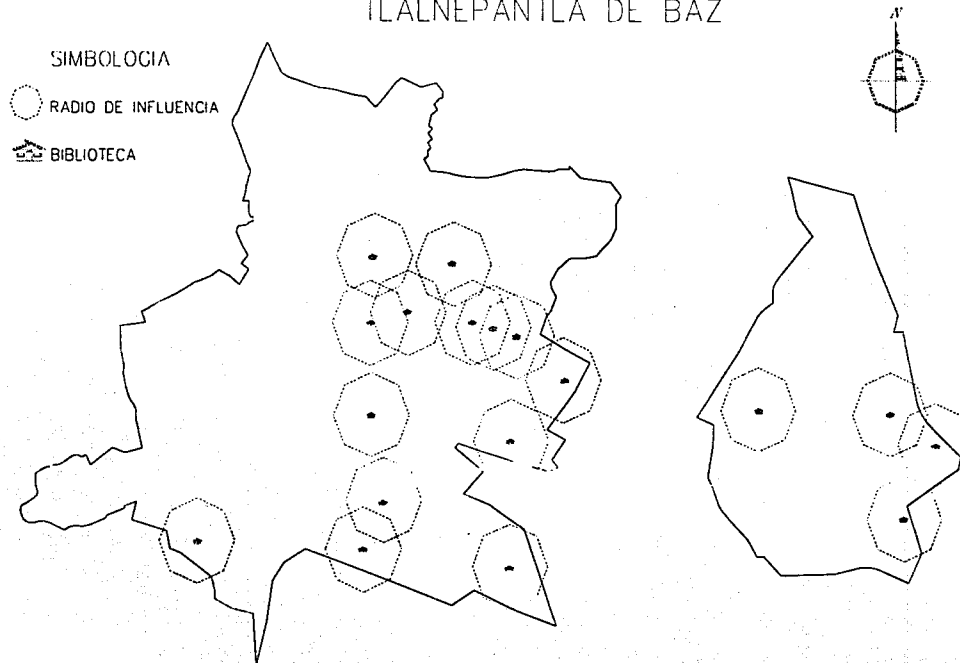 TLALNEPANTLA DE BAZ
N
SIMBOLOGIA
RADIO DE INFLUENCIA
BIBLIOTECA